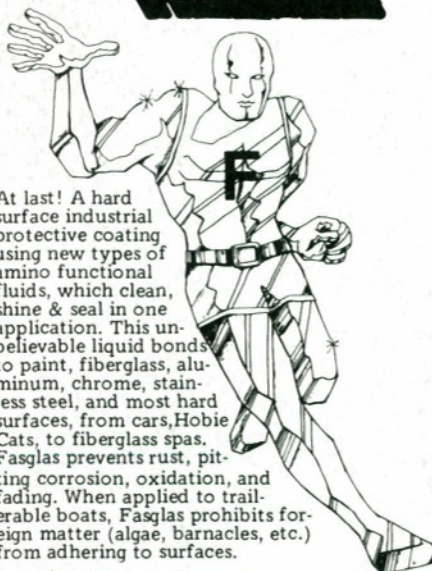 F
At last! A hard
surface industrial
protective coating
using new types of
amino functional
fluids, which clean,
shine & seal in one
application. This un-
believable liquid bonds
to paint, fiberglass, alu-
minum, chrome, stain-
less steel, and most hard
surfaces, from cars, Hobie
Cats, to fiberglass spas.
Fasglas prevents rust, pit-
ting corrosion, oxidation, and
fading. When applied to trail-
erable boats, Fasglas prohibits for-
eign matter (algae, barnacles, etc.)
from adhering to surfaces.